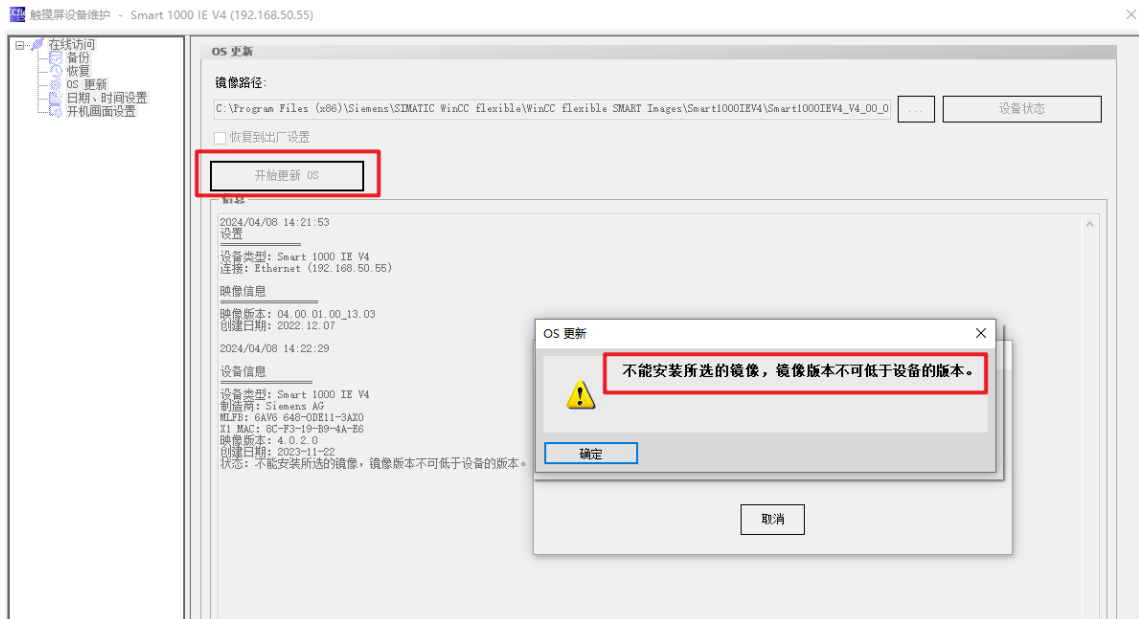 触摸屏设备维护 - Smart 1000 IE V4 (192.168.50.55)
在线访问
备份
恢复
OS 更新
日期、时间设置
开机画面设置
OS 更新
镜像路径:
C:\Program Files (x86)\Siemens\SIMATIC WinCC flexible\WinCC flexible SMART Images\Smart1000IEV4\Smart1000IEV4_V4_00_0
...
设备状态
恢复到出厂设置
开始更新 OS
信息
2024/04/08 14:21:53
设置
设备类型: Smart 1000 IE V4
连接: Ethernet (192.168.50.55)
映像信息
映像版本: 04.00.01.00_13.03
创建日期: 2022.12.07
2024/04/08 14:22:29
设备信息
设备类型: Smart 1000 IE V4
制造商: Siemens AG
MLFB: 6AV6 648-0DE11-3AX0
X1 MAC: 8C-F3-19-B9-4A-E6
映像版本: 4.0.2.0
创建日期: 2023-11-22
状态: 不能安装所选的镜像，镜像版本不可低于设备的版本。
OS 更新
不能安装所选的镜像，镜像版本不可低于设备的版本。
确定
取消